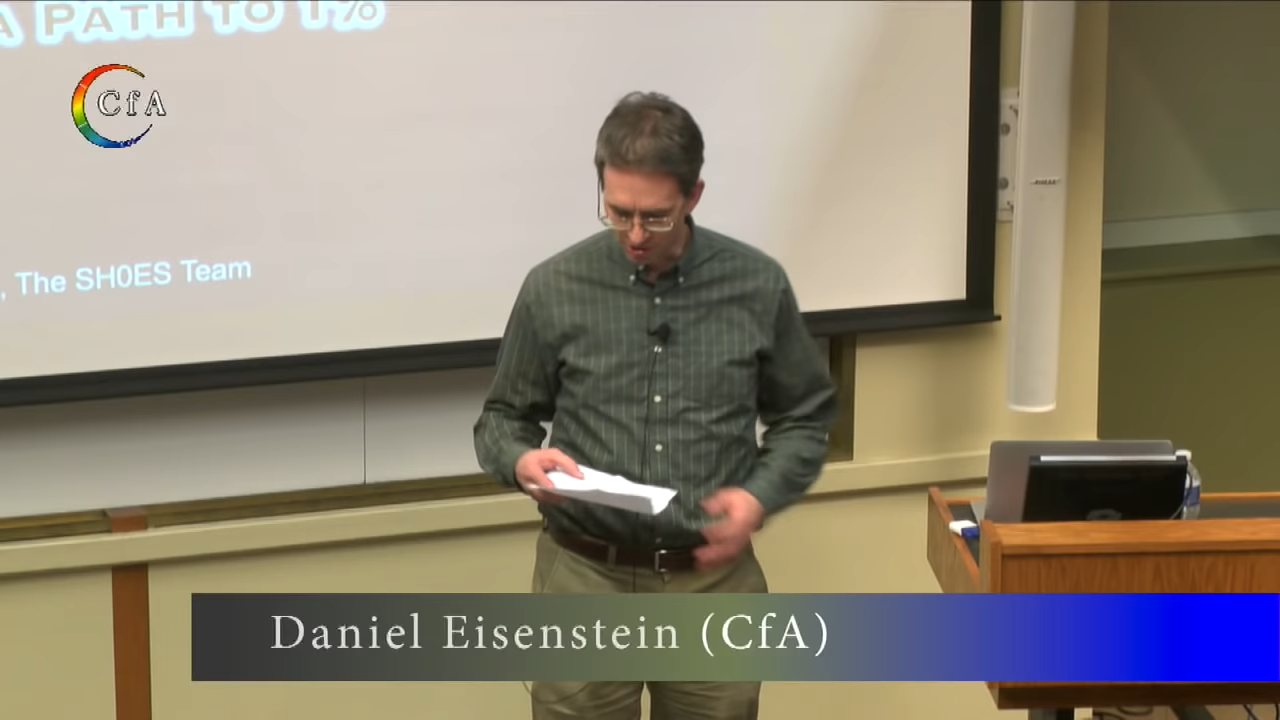 A PATH TO 1%
CfA
, The SH0ES Team
BOSE
Daniel Eisenstein (CfA)